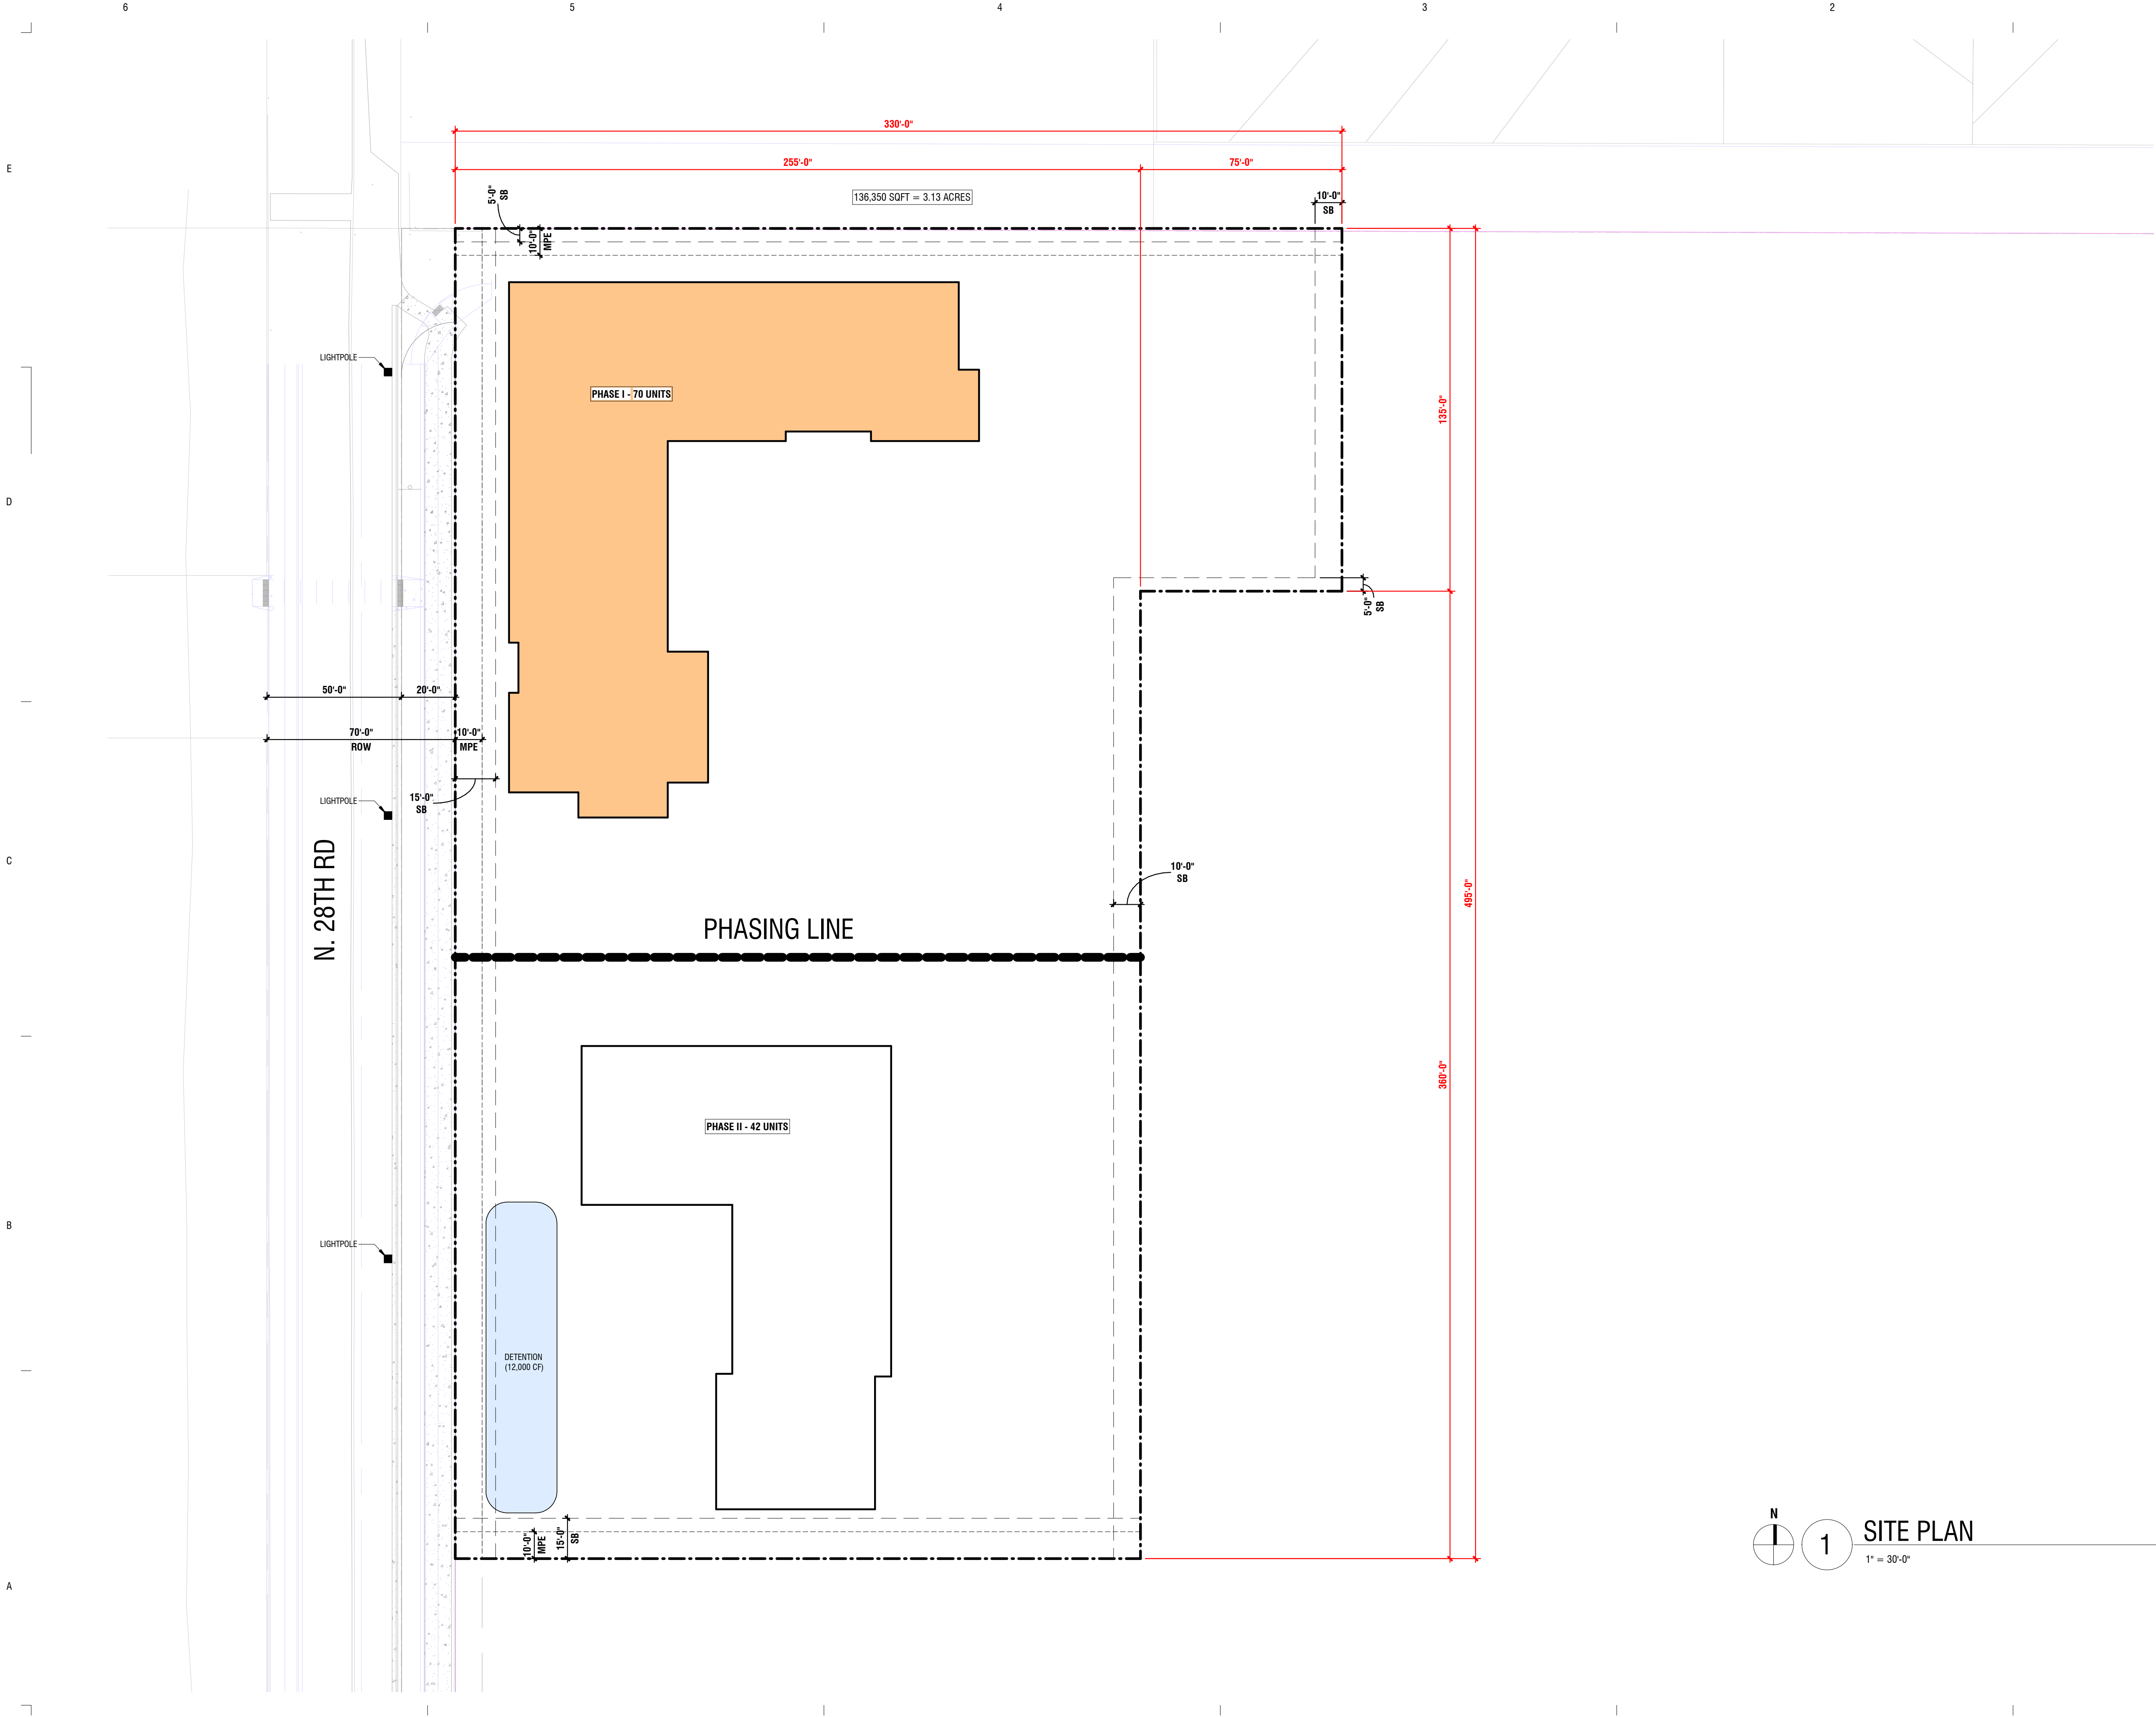 6
5
4
3
2
330'-0"
255'-0"
75'-0"
E
5'-0"
SB
136,350 SQFT = 3.13 ACRES
10'-0"
SB
10'-0"
MPE
LIGHTPOLE
PHASE I - 70 UNITS
135'-0"
D
5'-0"
SB
50'-0"
20'-0"
70'-0"
ROW
10'-0"
MPE
15'-0"
SB
LIGHTPOLE
N. 28TH RD
C
10'-0"
SB
495'-0"
PHASING LINE
360'-0"
PHASE II - 42 UNITS
B
LIGHTPOLE
DETENTION
(12,000 CF)
10'-0"
MPE
15'-0"
SB
N
1
SITE PLAN
1" = 30'-0"
A